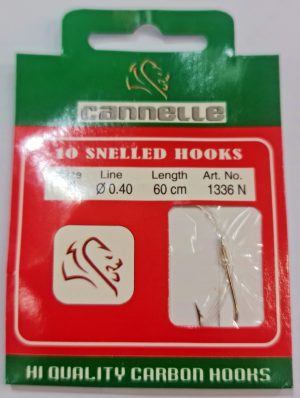 cannelle
10 SNELLED HOOKS
Line Length Art. No.
Ø 0.40 60 cm 1336 N
HI QUALITY CARBON HOOKS